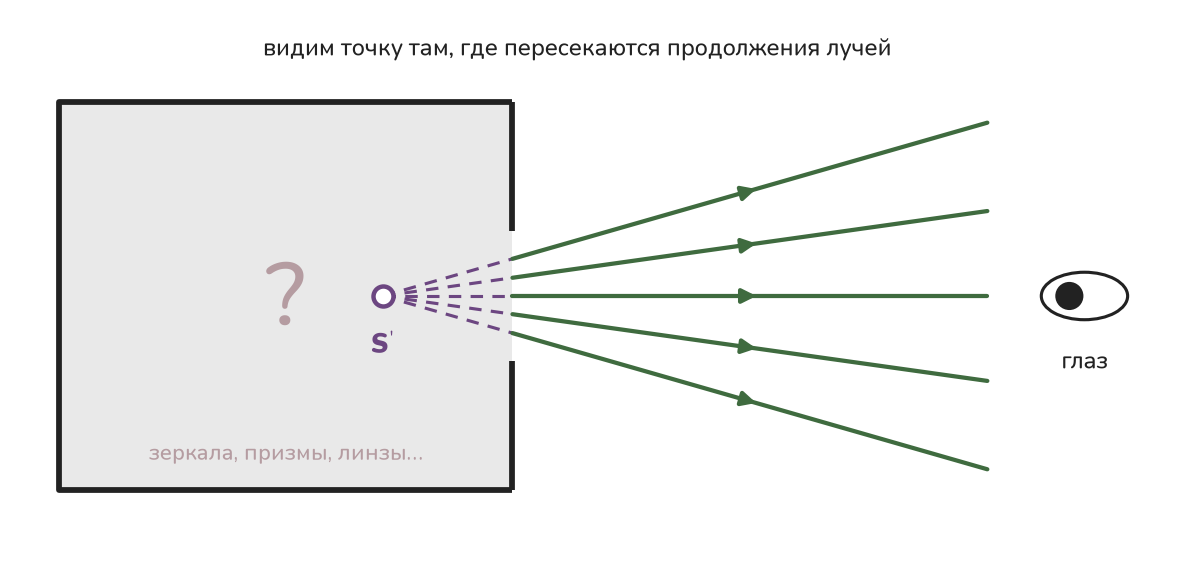 видим точку там, где пересекаются продолжения лучей
?
S'
глаз
зеркала, призмы, линзы...